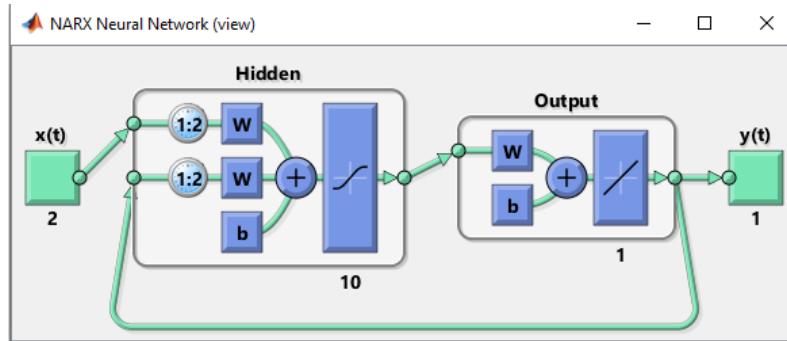 NARX Neural Network (view)
Hidden
Output
x(t)
y(t)
1:2
W
1:2
W
b
W
b
2
10
1
1